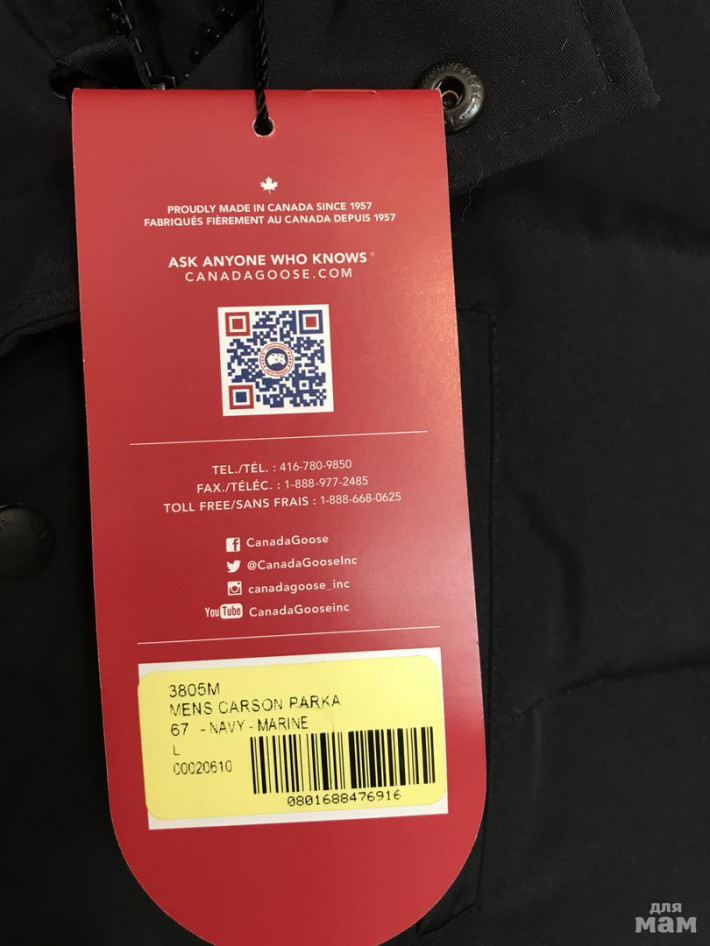 PROUDLY MADE IN CANADA SINCE 1957
FABRIQUÉS FIÈREMENT AU CANADA DEPUIS 1957
ASK ANYONE WHO KNOWS®
CANADAGOOSE.COM
TEL./TÉL. : 416-780-9850
FAX./TÉLÉC. : 1-888-977-2485
TOLL FREE/SANS FRAIS : 1-888-668-0625
CanadaGoose
@CanadaGooseInc
canadagoose_inc
YouTube CanadaGooseinc
3805M
MENS CARSON PARKA
67 - NAVY - MARINE
L
00020610
0801688476916
для
мам